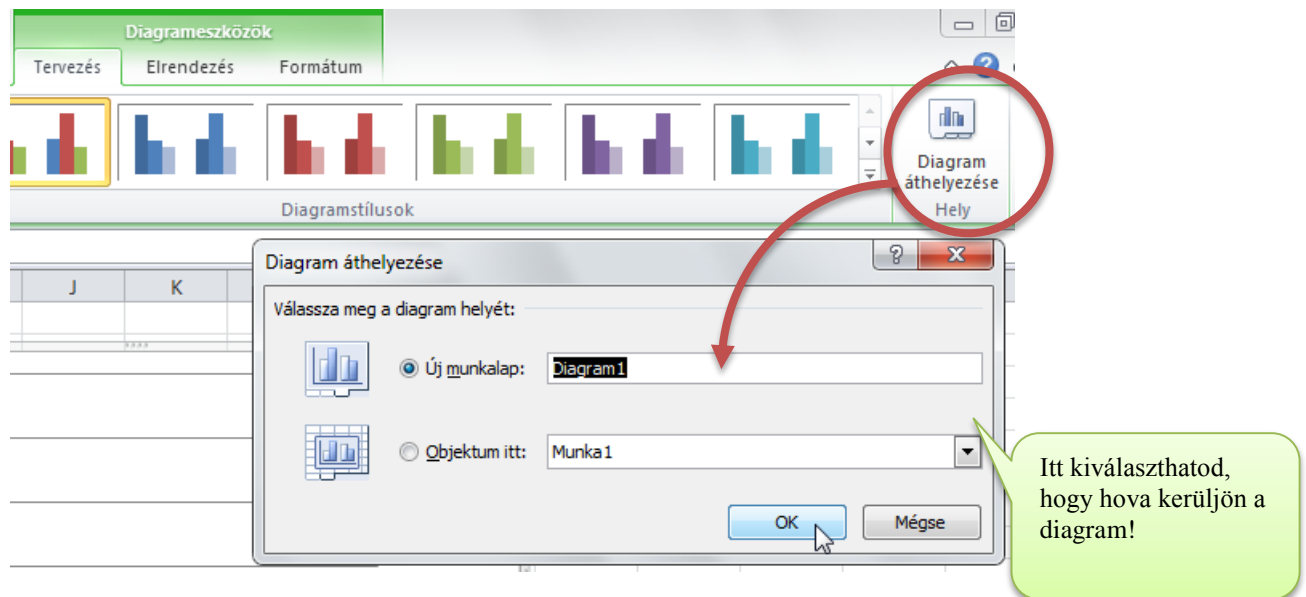 Diagrameszközök
Tervezés Elrendezés Formátum
Diagram
áthelyezése
Diagramstílusok Hely
Diagram áthelyezése
J K
Válassza meg a diagram helyét:
Új munkalap: Diagram1
Objektum itt: Munka1
OK Mégse
Itt kiválaszthatod,
hogy hova kerüljön a
diagram!